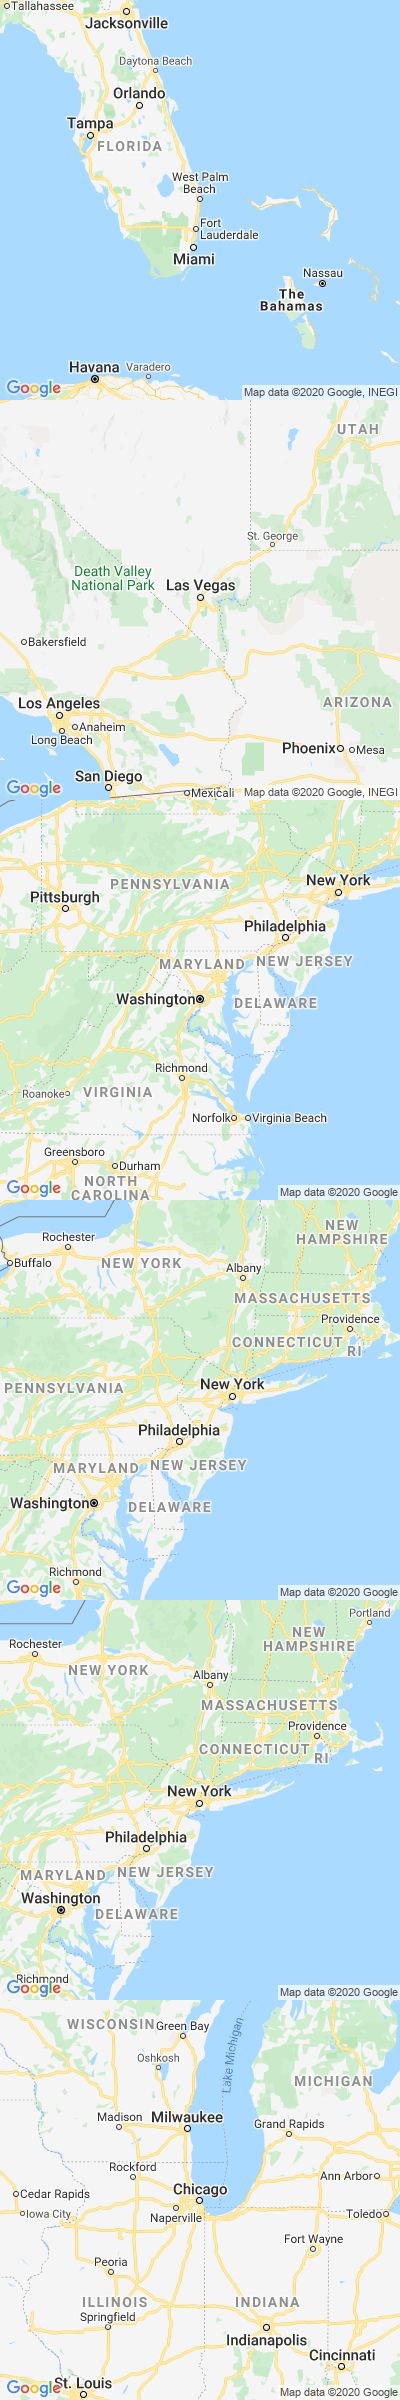 Tallahassee
Jacksonville
Daytona Beach
Orlando
Tampa
FLORIDA
West Palm
Beach
Fort
Lauderdale
Miami
Nassau
The
Bahamas
Havana
Varadero
Google
Map data ©2020 Google, INEGI
UTAH
St. George
Death Valley
National Park
Las Vegas
Bakersfield
Los Angeles
ARIZONA
Anaheim
Long Beach
Phoenix
Mesa
San Diego
Google
Mexicali
Map data ©2020 Google, INEGI
PENNSYLVANIA
New York
Pittsburgh
Philadelphia
MARYLAND
NEW JERSEY
Washington
DELAWARE
Richmond
Roanoke
VIRGINIA
Norfolk
Virginia Beach
Greensboro
Durham
NORTH
CAROLINA
Google
Map data ©2020 Google
NEW
HAMPSHIRE
Rochester
Buffalo
NEW YORK
Albany
MASSACHUSETTS
Providence
CONNECTICUT
RI
PENNSYLVANIA
New York
Philadelphia
MARYLAND
NEW JERSEY
Washington
DELAWARE
Richmond
Google
Map data ©2020 Google
Portland
NEW
HAMPSHIRE
Rochester
NEW YORK
Albany
MASSACHUSETTS
Providence
CONNECTICUT
RI
New York
Philadelphia
MARYLAND
NEW JERSEY
Washington
DELAWARE
Richmond
Google
Map data ©2020 Google
WISCONSIN
Green Bay
Lake Michigan
Oshkosh
MICHIGAN
Madison
Milwaukee
Grand Rapids
Rockford
Ann Arbor
Cedar Rapids
Chicago
Iowa City
Naperville
Toledo
Fort Wayne
Peoria
ILLINOIS
INDIANA
Springfield
Indianapolis
Cincinnati
Google
St. Louis
Map data ©2020 Google